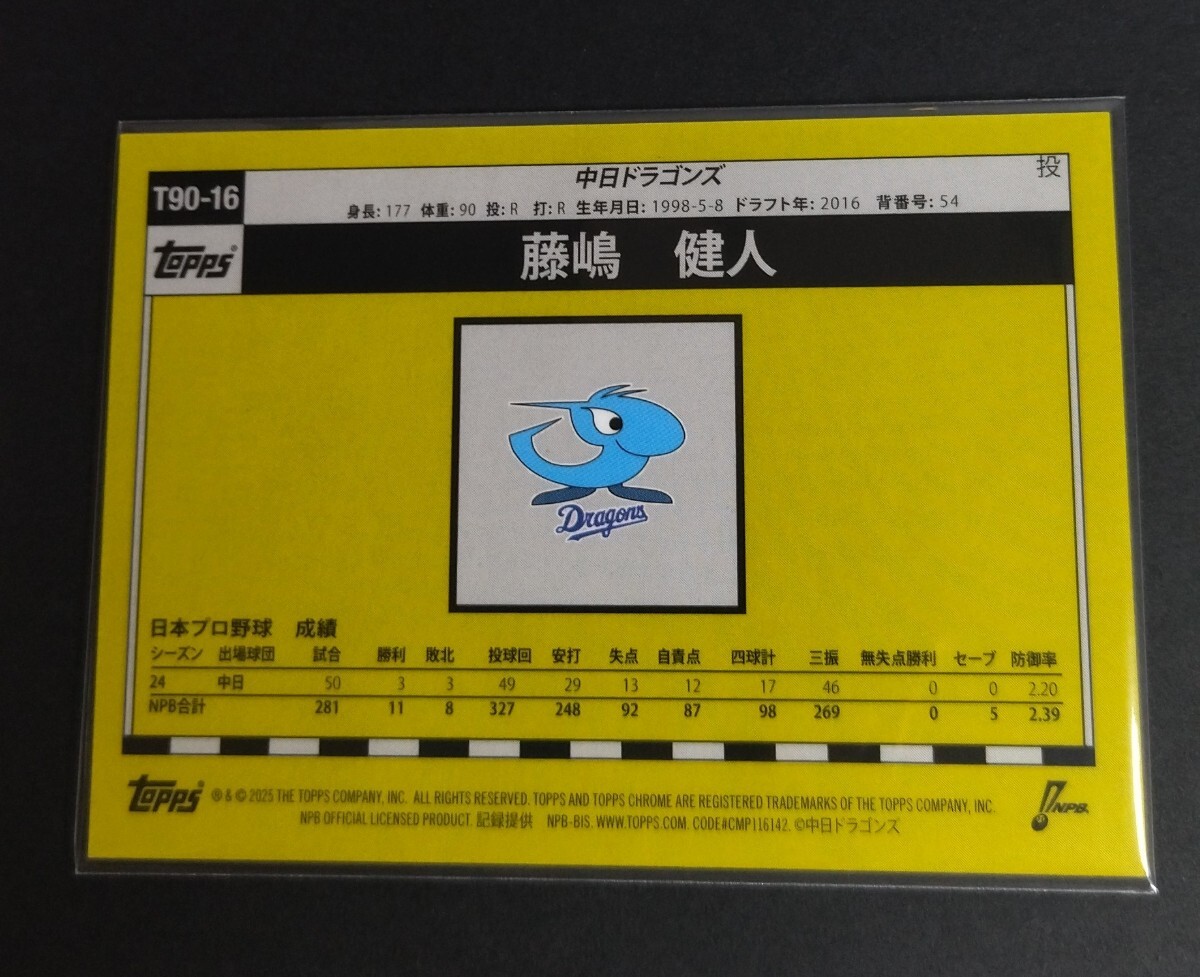 中日ドラゴンズ 投
T90-16
身長: 177 体重: 90 投: R 打: R 生年月日: 1998-5-8 ドラフト年: 2016 背番号: 54
topps®
藤嶋 健人
Dragons
日本プロ野球 成績
シーズン 出場球団 試合 勝利 敗北 投球回 安打 失点 自責点 四球計 三振 無失点勝利 セーブ 防御率
24 中日 50 3 3 49 29 13 12 17 46 0 0 2.20
NPB合計 281 11 8 327 248 92 87 98 269 0 5 2.39
topps ® & © 2025 THE TOPPS COMPANY, INC. ALL RIGHTS RESERVED. TOPPS AND TOPPS CHROME ARE REGISTERED TRADEMARKS OF THE TOPPS COMPANY, INC.
NPB OFFICIAL LICENSED PRODUCT. 記録提供 NPB-BIS. WWW.TOPPS.COM. CODE#CMP116142. ©中日ドラゴンズ
NPB